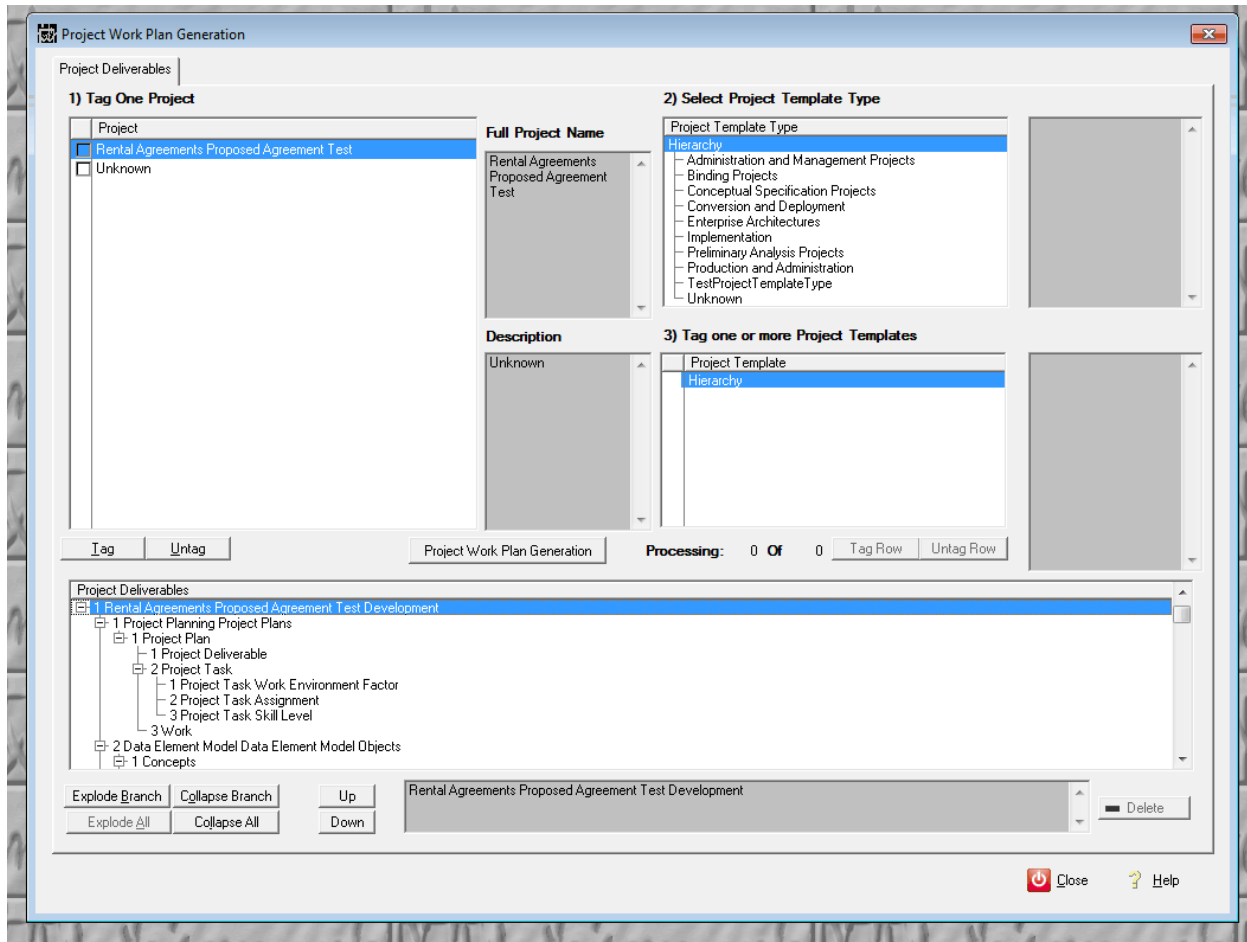 Project Work Plan Generation
Project Deliverables
1) Tag One Project
Project
Rental Agreements Proposed Agreement Test
Unknown
Full Project Name
Rental Agreements
Proposed Agreement
Test
Description
Unknown
2) Select Project Template Type
Project Template Type
Hierarchy
Administration and Management Projects
Binding Projects
Conceptual Specification Projects
Conversion and Deployment
Enterprise Architectures
Implementation
Preliminary Analysis Projects
Production and Administration
TestProjectTemplateType
Unknown
3) Tag one or more Project Templates
Project Template
Hierarchy
Tag Untag Project Work Plan Generation Processing: 0 Of 0 Tag Row Untag Row
Project Deliverables
1 Rental Agreements Proposed Agreement Test Development
1 Project Planning Project Plans
1 Project Plan
1 Project Deliverable
2 Project Task
1 Project Task Work Environment Factor
2 Project Task Assignment
3 Project Task Skill Level
3 Work
2 Data Element Model Data Element Model Objects
1 Concepts
Explode Branch Collapse Branch Up Rental Agreements Proposed Agreement Test Development Delete
Explode All Collapse All Down
Close Help